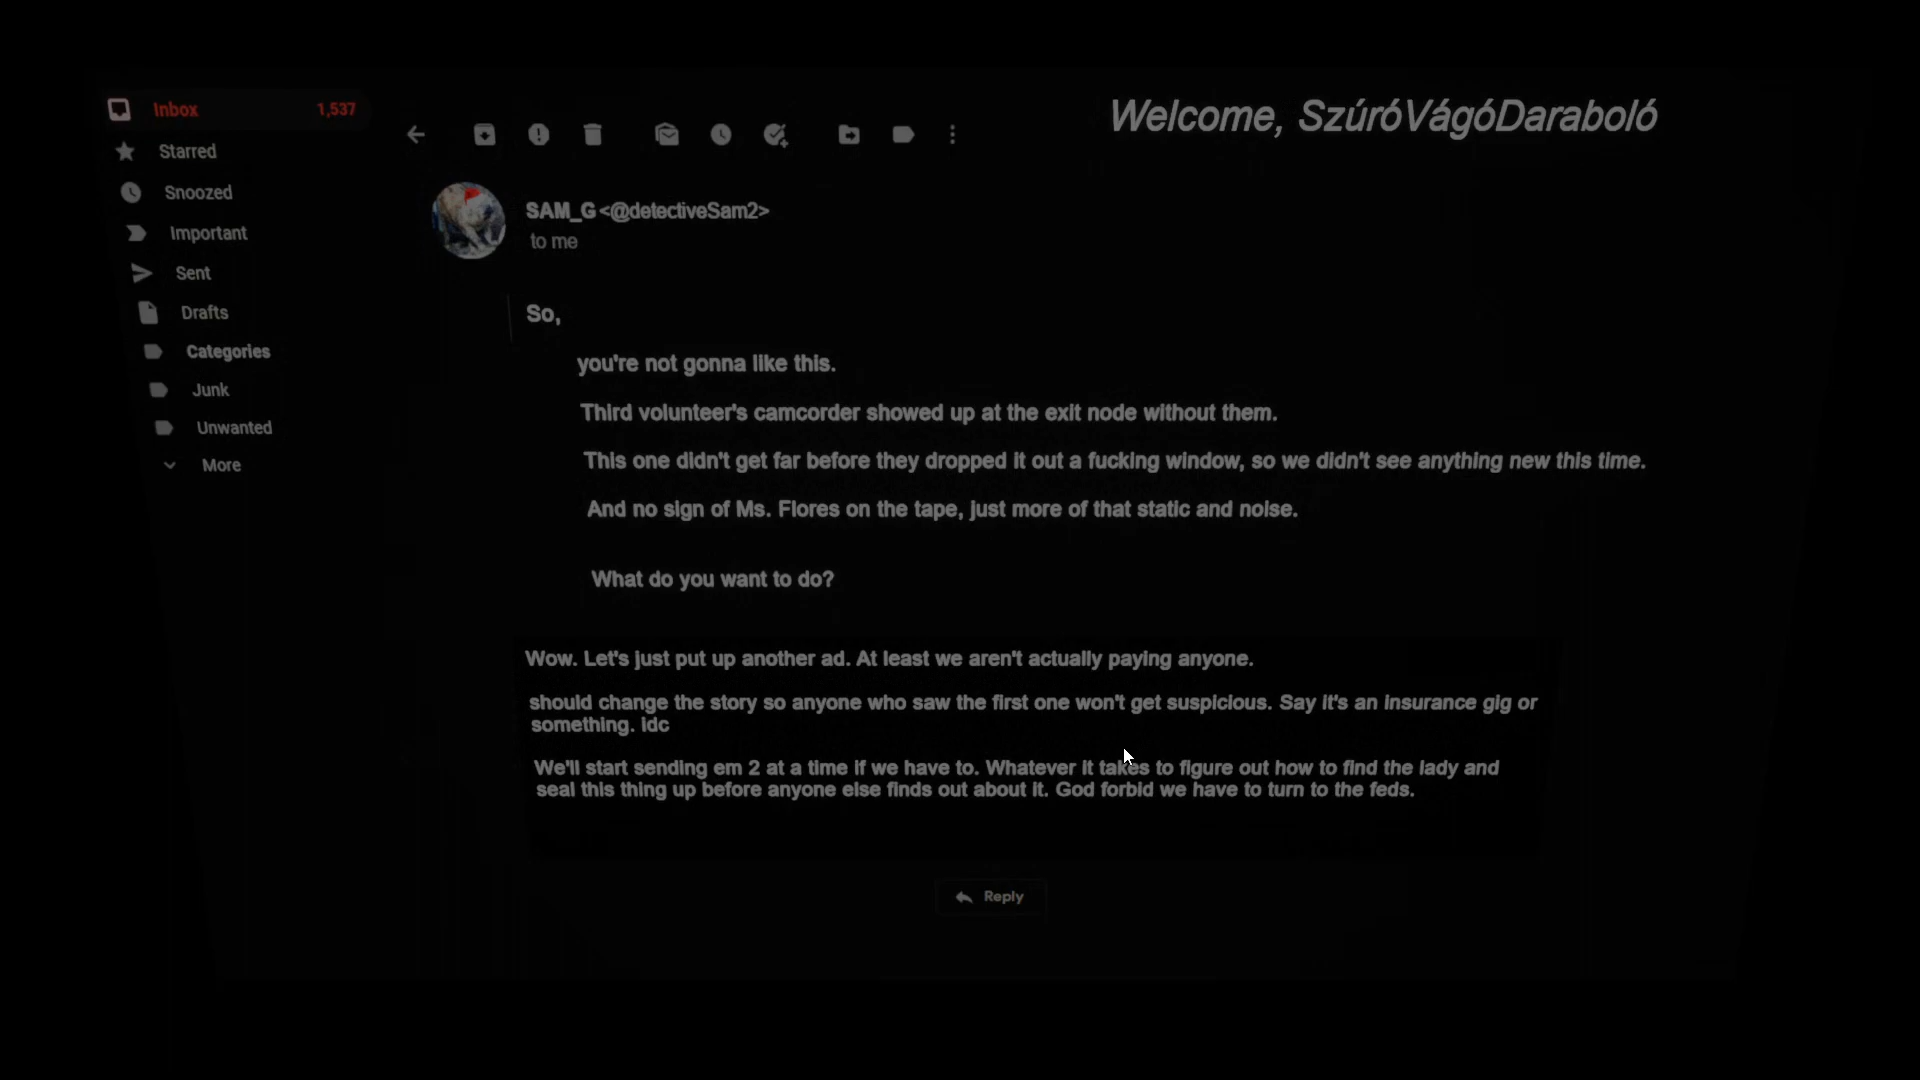 Inbox 1,537
Starred
Snoozed
Important
Sent
Drafts
Categories
Junk
Unwanted
More
Welcome, SzúróVágóDaraboló
SAM_G <@detectiveSam2>
to me
So,
you're not gonna like this.
Third volunteer's camcorder showed up at the exit node without them.
This one didn't get far before they dropped it out a fucking window, so we didn't see anything new this time.
And no sign of Ms. Flores on the tape, just more of that static and noise.
What do you want to do?
Wow. Let's just put up another ad. At least we aren't actually paying anyone.
should change the story so anyone who saw the first one won't get suspicious. Say it's an insurance gig or
something. idc
We'll start sending em 2 at a time if we have to. Whatever it takes to figure out how to find the lady and
seal this thing up before anyone else finds out about it. God forbid we have to turn to the feds.
Reply